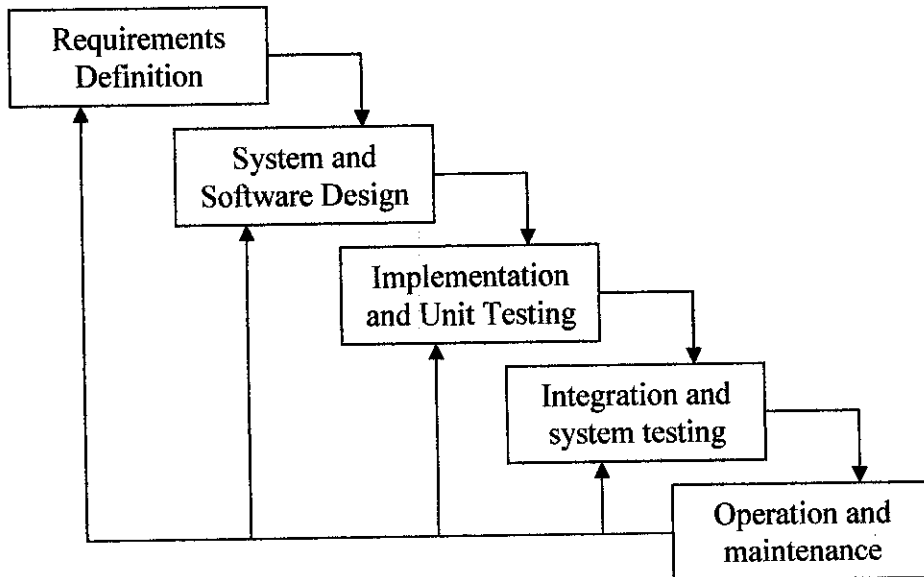 Requirements
Definition
System and
Software Design
Implementation
and Unit Testing
Integration and
system testing
Operation and
maintenance